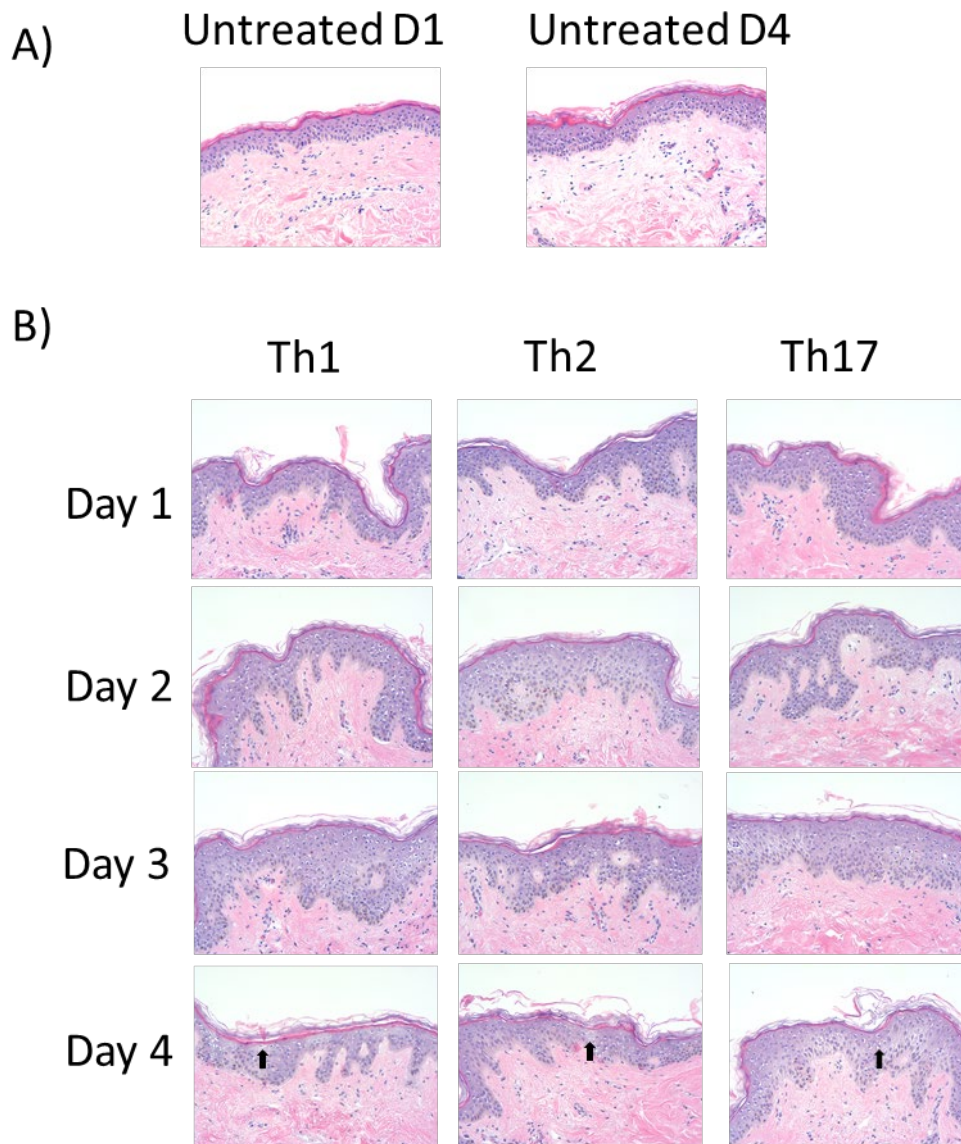 A)
Untreated D1 Untreated D4
B)
Th1 Th2 Th17
Day 1
Day 2
Day 3
Day 4